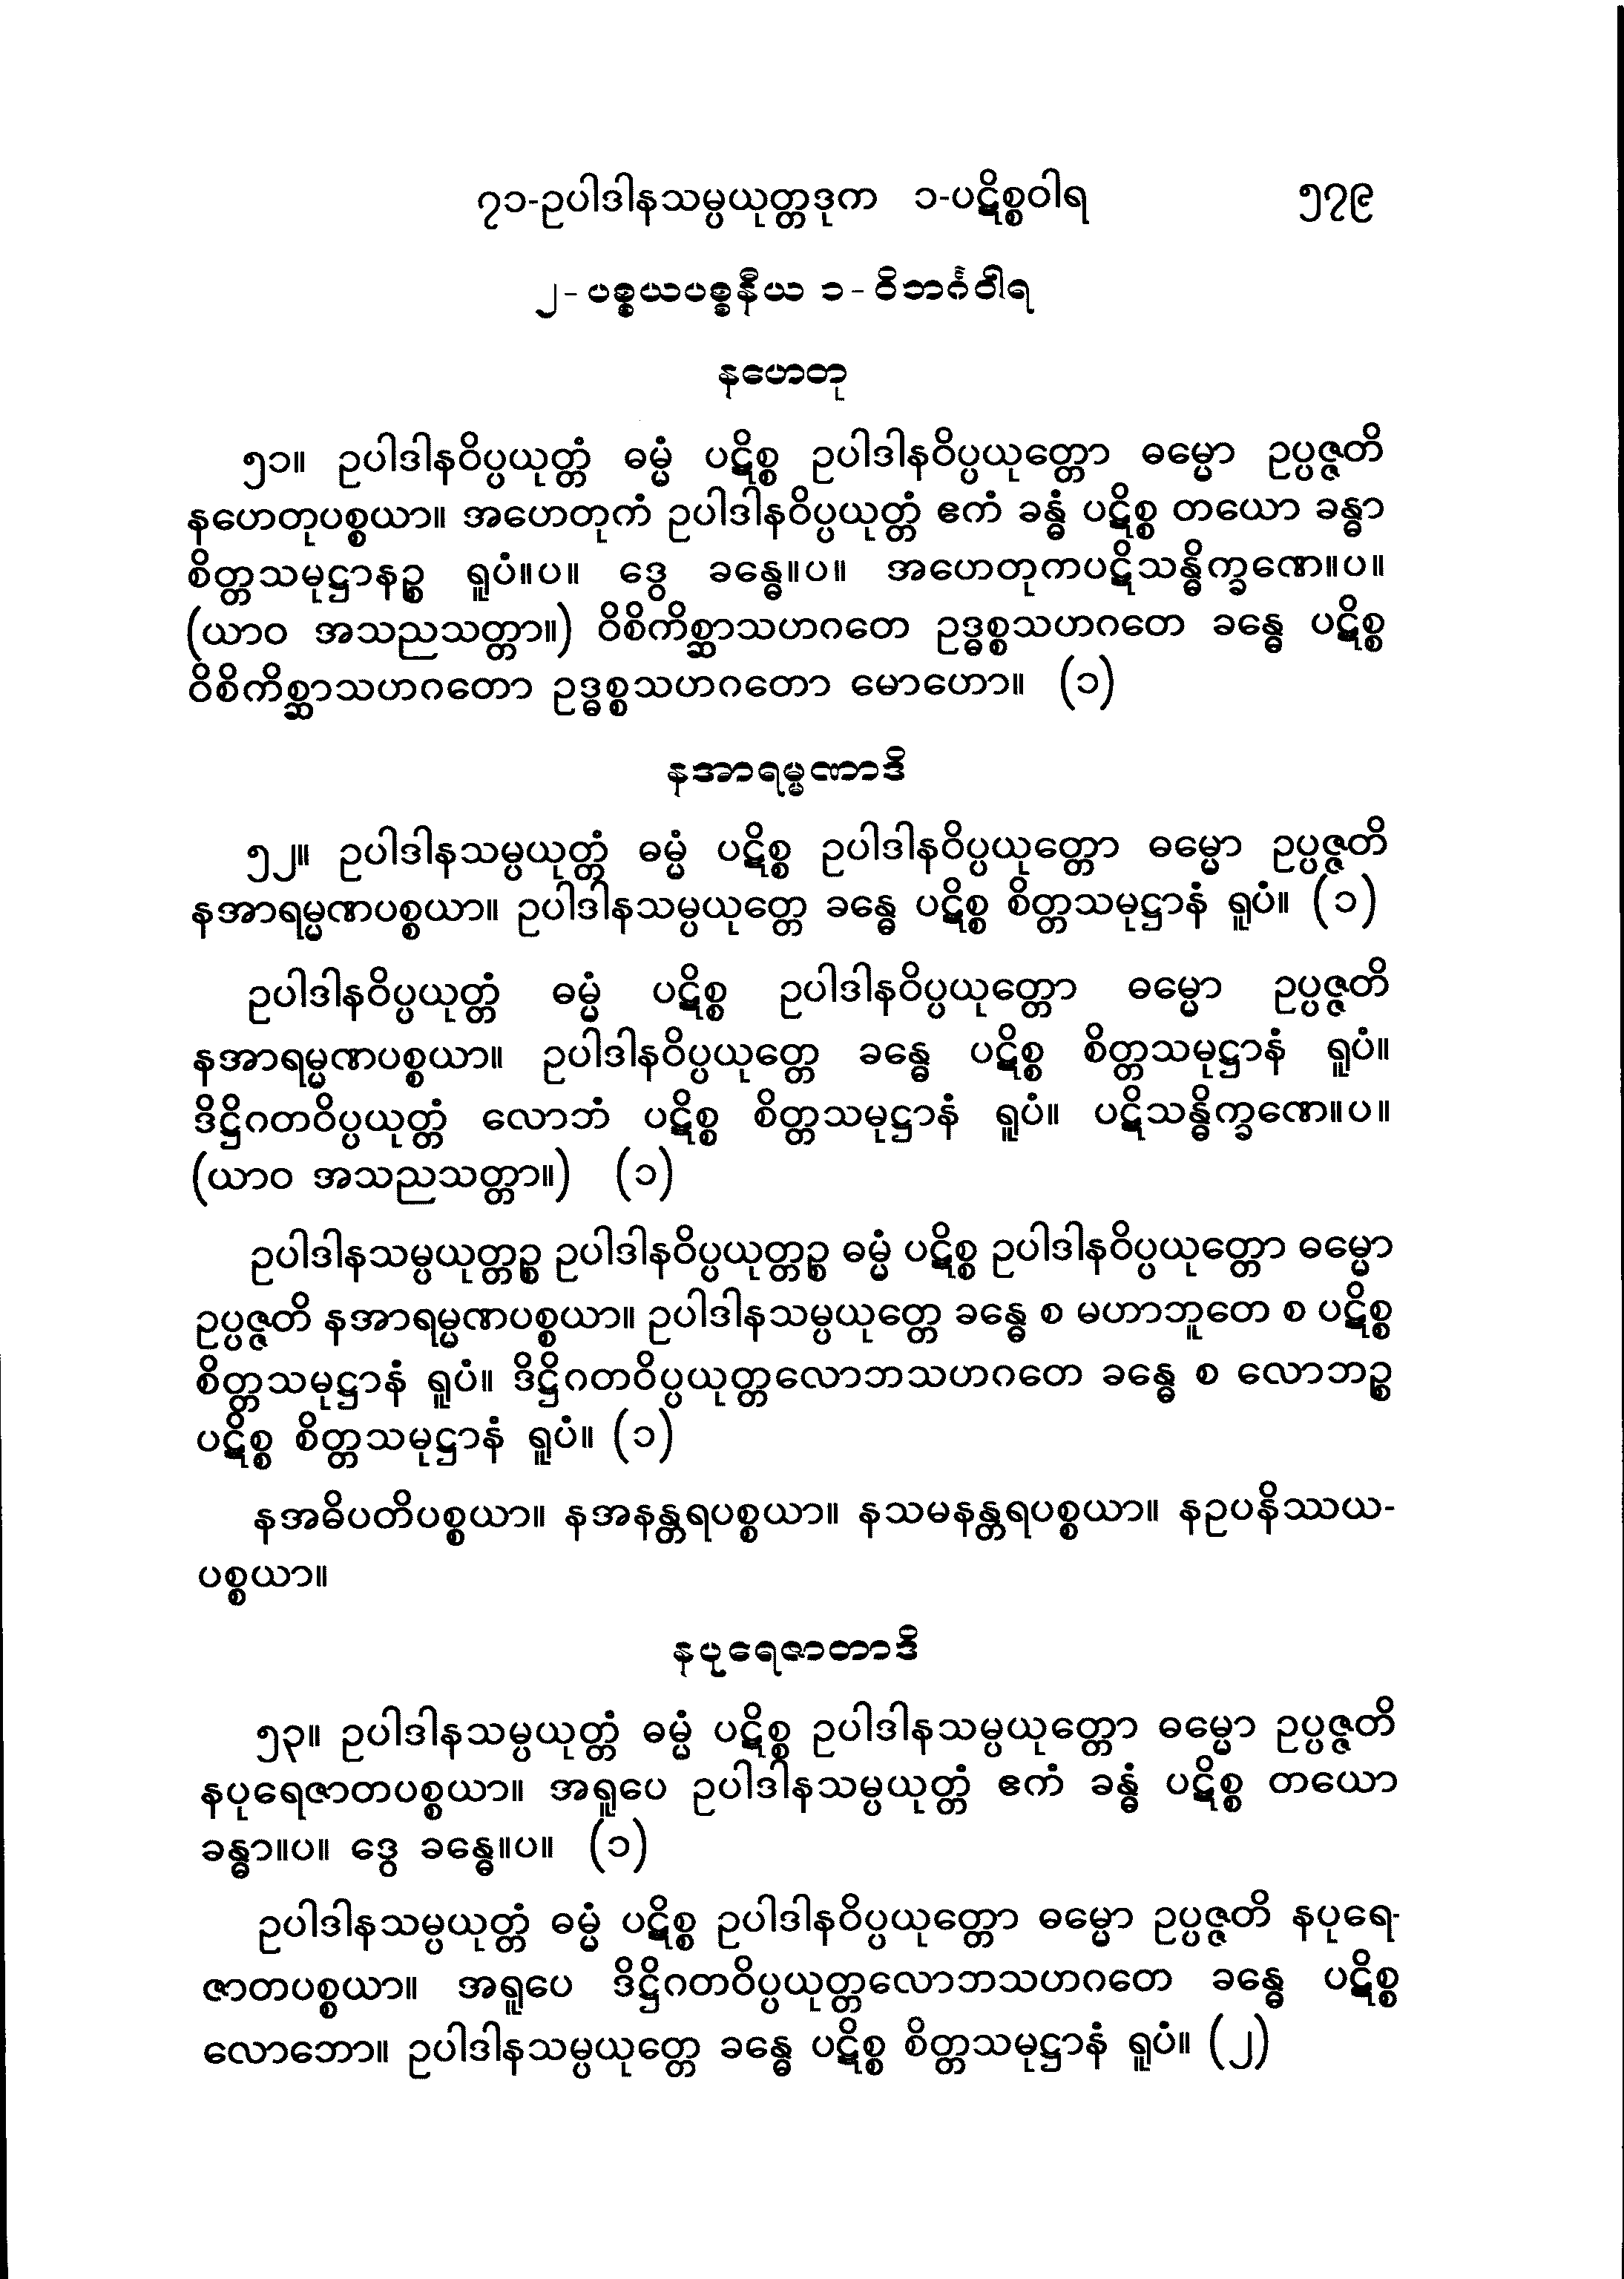 ၇၁-ဥပါဒါနသမ္ပယုတ္တဒုက ၁-ပဋိစ္စဝါရ ၅၇၉
၂-ပစ္စယပစ္စနီယ ၁-ဝိဘင်္ဂဝါရ
နဟေတု
၅၁။ ဥပါဒါနဝိပ္ပယုတ္တံ ဓမ္မံ ပဋိစ္စ ဥပါဒါနဝိပ္ပယုတ္တော ဓမ္မော ဥပ္ပဇ္ဇတိ
နဟေတုပစ္စယာ။ အဟေတုကံ ဥပါဒါနဝိပ္ပယုတ္တံ ဧကံ ခန္ဓံ ပဋိစ္စ တယော ခန္ဓာ
စိတ္တသမုဋ္ဌာနဉ္စ ရူပံ။ပ။ ဒွေ ခန္ဓေ။ပ။ အဟေတုကပဋိသန္ဓိက္ခဏေ။ပ။
(ယာဝ အသညသတ္တာ။) ဝိစိကိစ္ဆာသဟဂတေ ဥဒ္ဓစ္စသဟဂတေ ခန္ဓေ ပဋိစ္စ
ဝိစိကိစ္ဆာသဟဂတော ဥဒ္ဓစ္စသဟဂတော မောဟော။ (၁)
နအာရမ္မဏာဒိ
၅၂။ ဥပါဒါနသမ္ပယုတ္တံ ဓမ္မံ ပဋိစ္စ ဥပါဒါနဝိပ္ပယုတ္တော ဓမ္မော ဥပ္ပဇ္ဇတိ
နအာရမ္မဏပစ္စယာ။ ဥပါဒါနသမ္ပယုတ္တေ ခန္ဓေ ပဋိစ္စ စိတ္တသမုဋ္ဌာနံ ရူပံ။ (၁)
ဥပါဒါနဝိပ္ပယုတ္တံ ဓမ္မံ ပဋိစ္စ ဥပါဒါနဝိပ္ပယုတ္တော ဓမ္မော ဥပ္ပဇ္ဇတိ
နအာရမ္မဏပစ္စယာ။ ဥပါဒါနဝိပ္ပယုတ္တေ ခန္ဓေ ပဋိစ္စ စိတ္တသမုဋ္ဌာနံ ရူပံ။
ဒိဋ္ဌိဂတဝိပ္ပယုတ္တံ လောဘံ ပဋိစ္စ စိတ္တသမုဋ္ဌာနံ ရူပံ။ ပဋိသန္ဓိက္ခဏေ။ပ။
(ယာဝ အသညသတ္တာ။) (၁)
ဥပါဒါနသမ္ပယုတ္တဉ္စ ဥပါဒါနဝိပ္ပယုတ္တဉ္စ ဓမ္မံ ပဋိစ္စ ဥပါဒါနဝိပ္ပယုတ္တော ဓမ္မော
ဥပ္ပဇ္ဇတိ နအာရမ္မဏပစ္စယာ။ ဥပါဒါနသမ္ပယုတ္တေ ခန္ဓေ စ မဟာဘူတေ စ ပဋိစ္စ
စိတ္တသမုဋ္ဌာနံ ရူပံ။ ဒိဋ္ဌိဂတဝိပ္ပယုတ္တလောဘသဟဂတေ ခန္ဓေ စ လောဘဉ္စ
ပဋိစ္စ စိတ္တသမုဋ္ဌာနံ ရူပံ။ (၁)
နအဓိပတိပစ္စယာ။ နအနန္တရပစ္စယာ။ နသမနန္တရပစ္စယာ။ နဥပနိဿယ-
ပစ္စယာ။
နပုရေဇာတာဒိ
၅၃။ ဥပါဒါနသမ္ပယုတ္တံ ဓမ္မံ ပဋိစ္စ ဥပါဒါနသမ္ပယုတ္တော ဓမ္မော ဥပ္ပဇ္ဇတိ
နပုရေဇာတပစ္စယာ။ အရူပေ ဥပါဒါနသမ္ပယုတ္တံ ဧကံ ခန္ဓံ ပဋိစ္စ တယော
ခန္ဓာ။ပ။ ဒွေ ခန္ဓေ။ပ။ (၁)
ဥပါဒါနသမ္ပယုတ္တံ ဓမ္မံ ပဋိစ္စ ဥပါဒါနဝိပ္ပယုတ္တော ဓမ္မော ဥပ္ပဇ္ဇတိ နပုရေ-
ဇာတပစ္စယာ။ အရူပေ ဒိဋ္ဌိဂတဝိပ္ပယုတ္တလောဘသဟဂတေ ခန္ဓေ ပဋိစ္စ
လောဘော။ ဥပါဒါနသမ္ပယုတ္တေ ခန္ဓေ ပဋိစ္စ စိတ္တသမုဋ္ဌာနံ ရူပံ။ (၂)